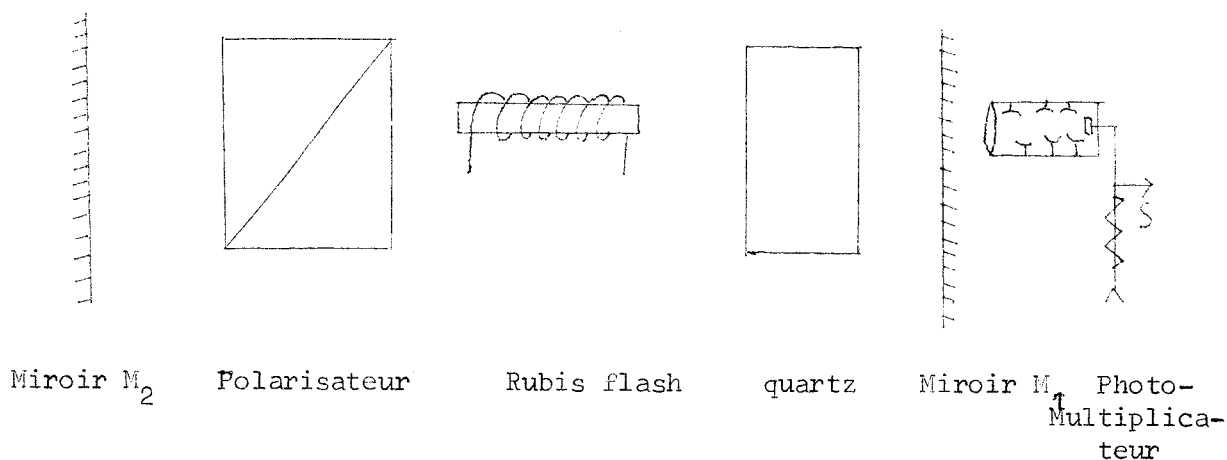 S
Miroir M2 Polarisateur Rubis flash quartz Miroir M1 Photo-
Multiplica-
teur